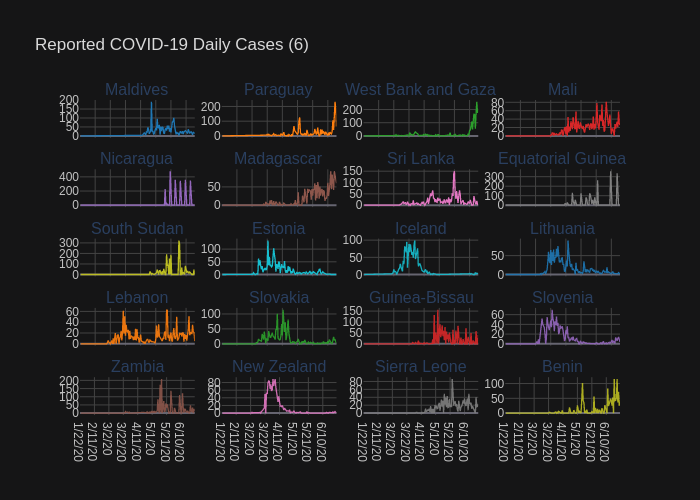 Reported COVID-19 Daily Cases (6)
Maldives Paraguay West Bank and Gaza Mali
200 150 100 50 0 200 100 0 200 100 0 80 60 40 20 0
Nicaragua Madagascar Sri Lanka Equatorial Guinea
400 200 0 50 0 150 100 50 0 300 200 100 0
South Sudan Estonia Iceland Lithuania
300 200 100 0 100 50 0 100 50 0 50 0
Lebanon Slovakia Guinea-Bissau Slovenia
60 40 20 0 100 50 0 150 100 50 0 60 40 20 0
Zambia New Zealand Sierra Leone Benin
200 150 100 50 0 80 60 40 20 0 80 60 40 20 0 100 50 0
1/22/20 2/11/20 3/2/20 3/22/20 4/11/20 5/1/20 5/21/20 6/10/20 1/22/20 2/11/20 3/2/20 3/22/20 4/11/20 5/1/20 5/21/20 6/10/20 1/22/20 2/11/20 3/2/20 3/22/20 4/11/20 5/1/20 5/21/20 6/10/20 1/22/20 2/11/20 3/2/20 3/22/20 4/11/20 5/1/20 5/21/20 6/10/20